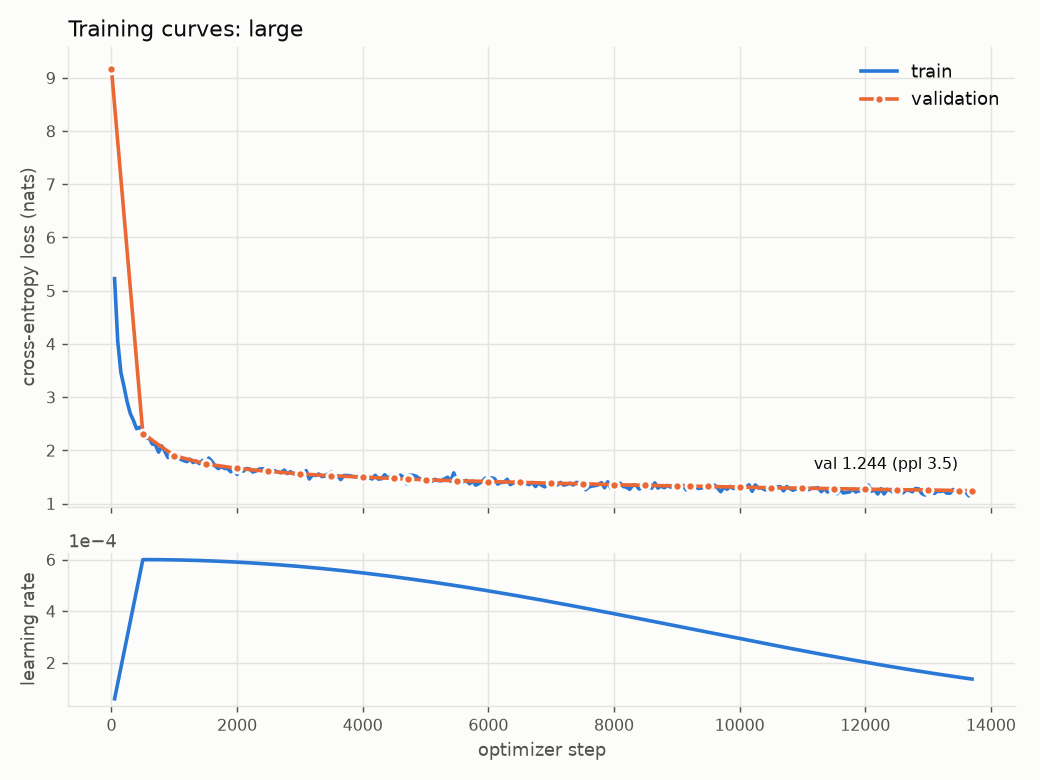 Training curves: large
train
validation
cross-entropy loss (nats)
9
8
7
6
5
4
3
2
1
val 1.244 (ppl 3.5)
1e−4
learning rate
6
4
2
0 2000 4000 6000 8000 10000 12000 14000
optimizer step